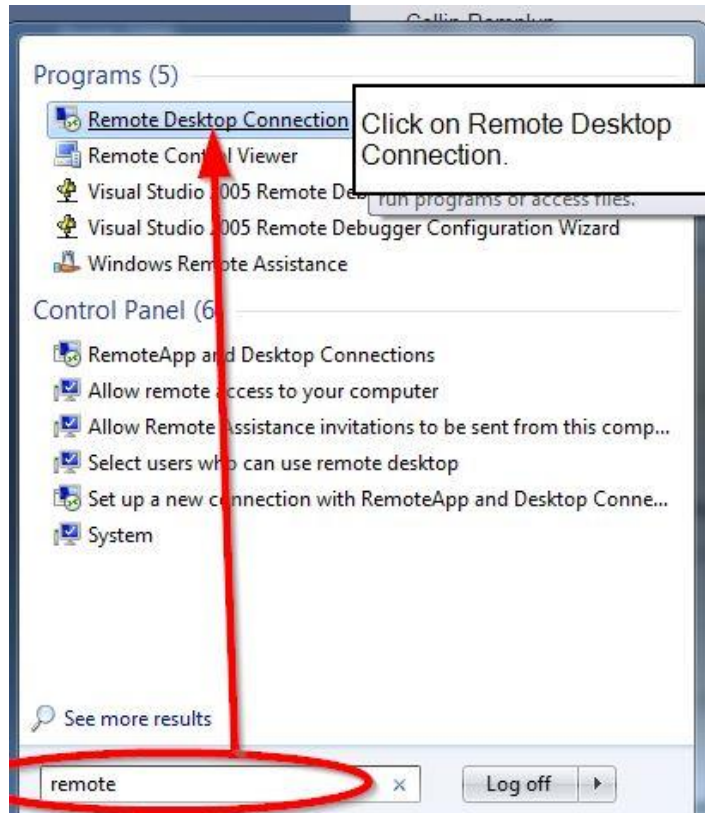 Programs (5)
Remote Desktop Connection
Click on Remote Desktop
Connection.
Remote Control Viewer
Visual Studio 2005 Remote Deb
run programs or access files.
Visual Studio 2005 Remote Debugger Configuration Wizard
Windows Remote Assistance
Control Panel (6
RemoteApp and Desktop Connections
Allow remote access to your computer
Allow Remote Assistance invitations to be sent from this comp...
Select users who can use remote desktop
Set up a new connection with RemoteApp and Desktop Conne...
System
See more results
remote
Log off